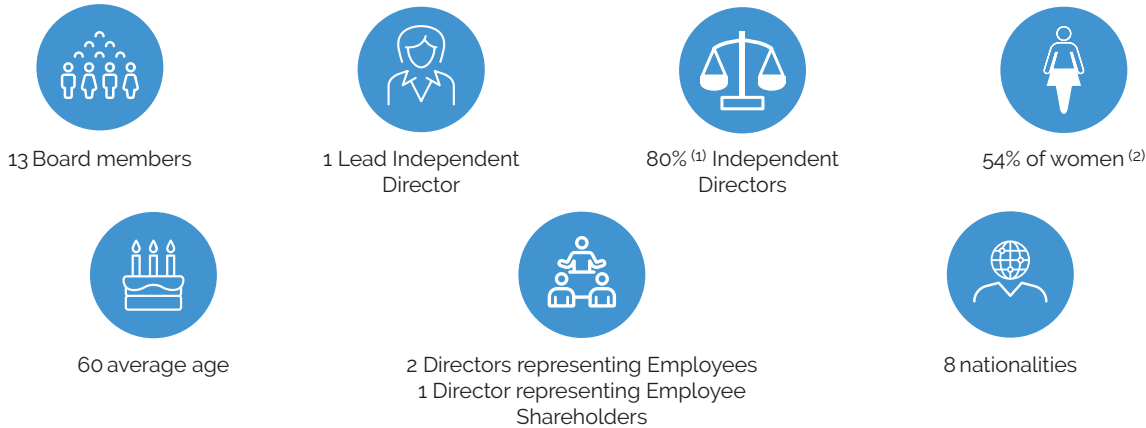 13 Board members
1 Lead Independent
Director
80% (1) Independent
Directors
54% of women (2)
60 average age
2 Directors representing Employees
1 Director representing Employee
Shareholders
8 nationalities